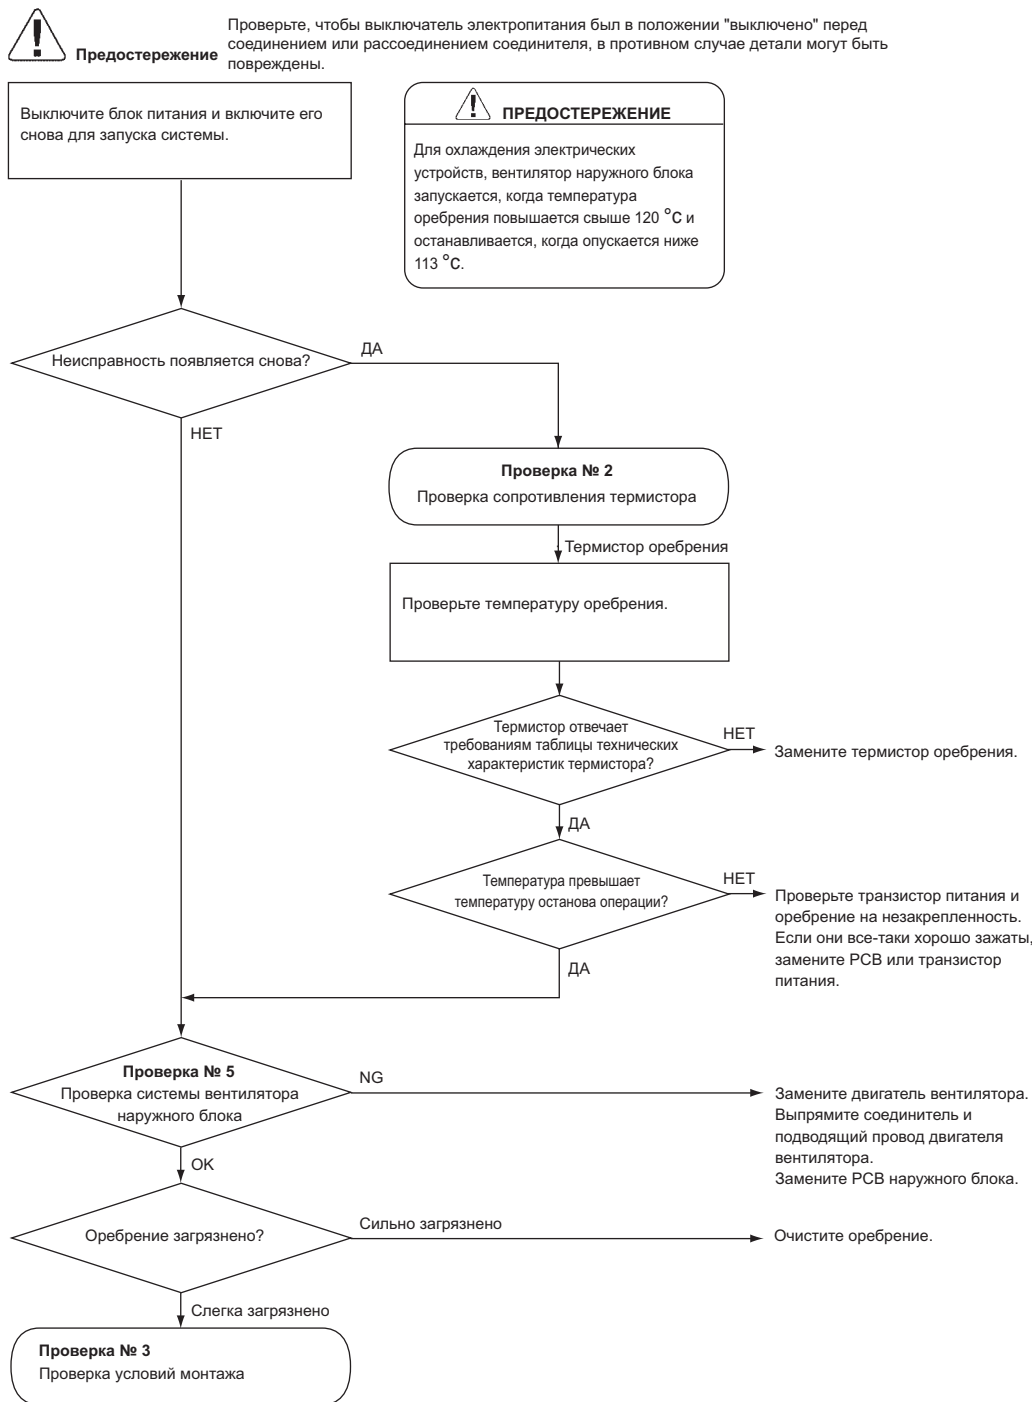 Предостережение
Проверьте, чтобы выключатель электропитания был в положении "выключено" перед
соединением или рассоединением соединителя, в противном случае детали могут быть
повреждены.
Выключите блок питания и включите его
снова для запуска системы.
ПРЕДОСТЕРЕЖЕНИЕ
Для охлаждения электрических
устройств, вентилятор наружного блока
запускается, когда температура
оребрения повышается свыше 120 °C и
останавливается, когда опускается ниже
113 °C.
Неисправность появляется снова?
ДА
НЕТ
Проверка № 2
Проверка сопротивления термистора
Термистор оребрения
Проверьте температуру оребрения.
Термистор отвечает
требованиям таблицы технических
характеристик термистора?
НЕТ
Замените термистор оребрения.
ДА
Температура превышает
температуру останова операции?
НЕТ
Проверьте транзистор питания и
оребрение на незакрепленность.
Если они все-таки хорошо зажаты,
замените PCB или транзистор
питания.
ДА
Проверка № 5
Проверка системы вентилятора
наружного блока
NG
Замените двигатель вентилятора.
Выпрямите соединитель и
подводящий провод двигателя
вентилятора.
Замените PCB наружного блока.
OK
Оребрение загрязнено?
Сильно загрязнено
Очистите оребрение.
Слегка загрязнено
Проверка № 3
Проверка условий монтажа